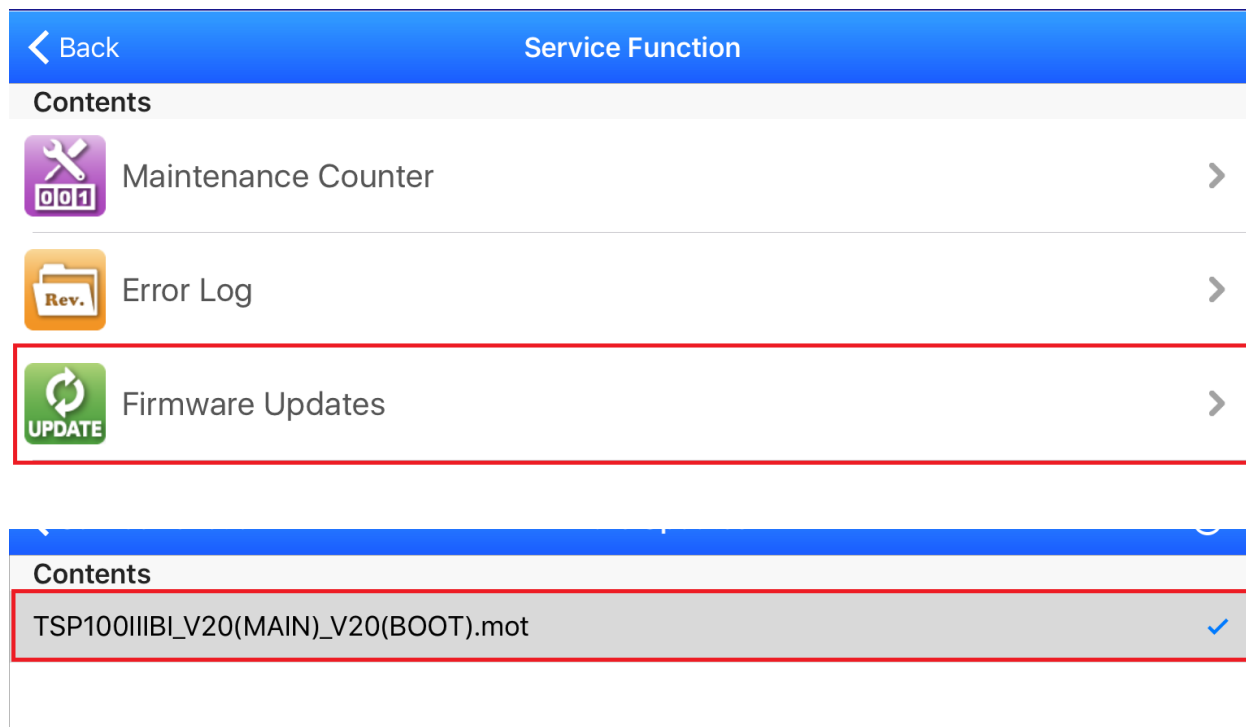 Back
Service Function
Contents
001
Maintenance Counter
Rev.
Error Log
UPDATE
Firmware Updates
Contents
TSP100IIIBI_V20(MAIN)_V20(BOOT).mot